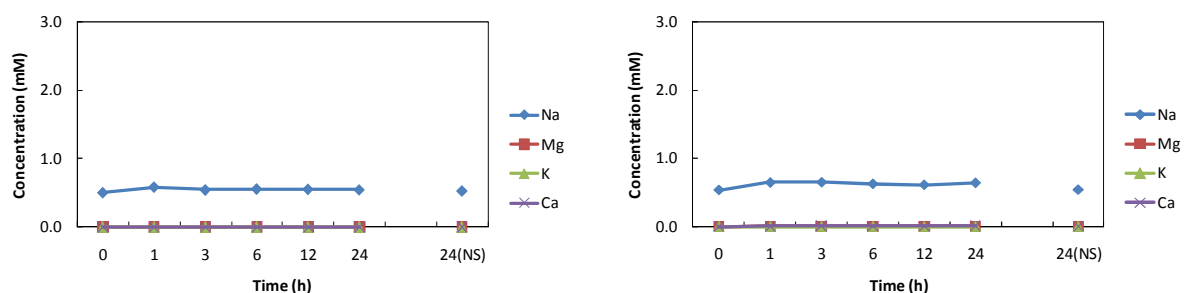 3.0
2.0
1.0
0.0
Concentration (mM)
0 1 3 6 12 24 24(NS)
Time (h)
Na
Mg
K
Ca
3.0
2.0
1.0
0.0
Concentration (mM)
0 1 3 6 12 24 24(NS)
Time (h)
Na
Mg
K
Ca